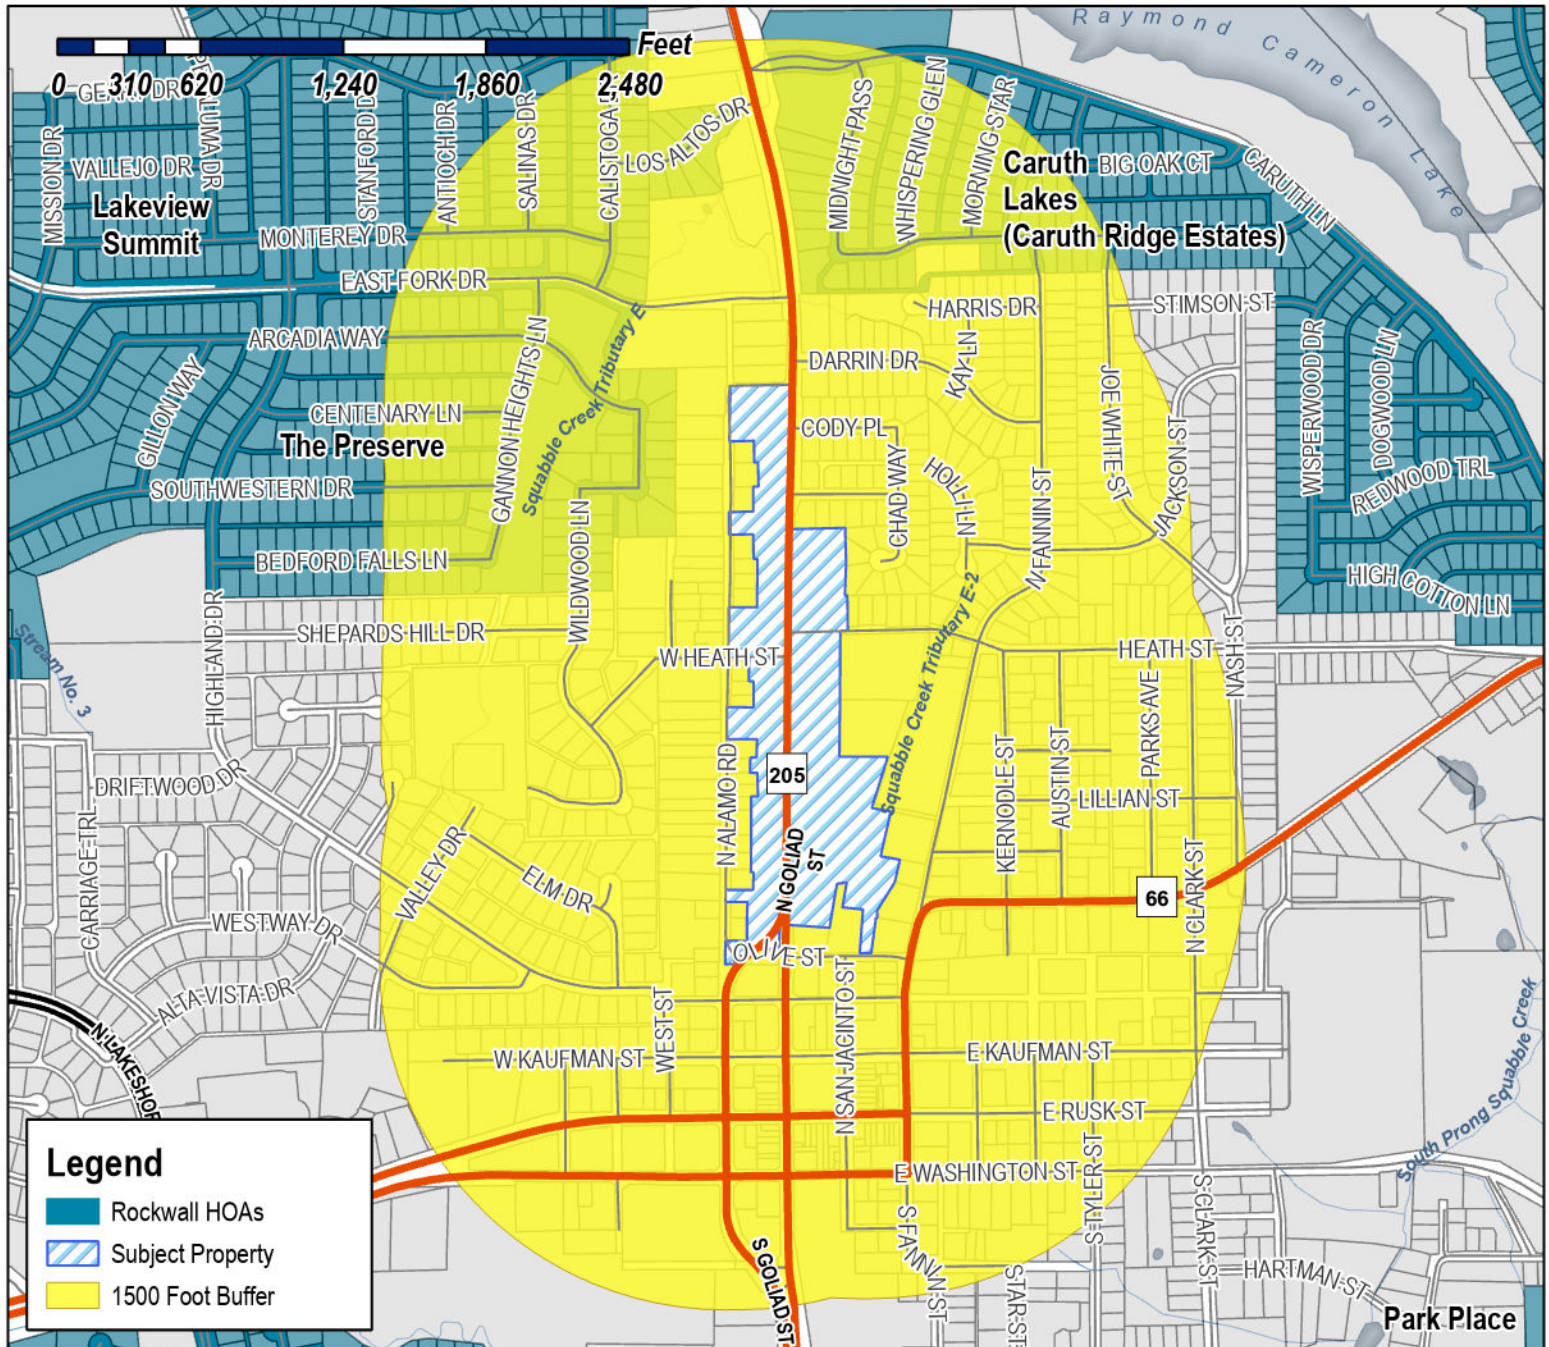 Raymond Cameron Lake
Feet
0 310 620 1,240 1,860 2,480
MISSION DR
VALLEJO DR
Lakeview
Summit
STANFORD D
ANTIOCH DR
SALINAS DR
CALISTOGA
LOS ALTOS DR
MONTEREY DR
EAST FORK DR
MIDNIGHT PASS
WHISPERING GLEN
MORNING STAR
Caruth
Lakes
(Caruth Ridge Estates)
BIG OAK CT
CARUTH LN
ARCADIA WAY
GILLON WAY
CENTENARY LN
The Preserve
SOUTHWESTERN DR
GANNON HEIGHTS LN
Squabble Creek Tributary E
BEDFORD FALLS LN
WILDWOOD LN
HARRIS DR
STIMSON ST
DARRIN DR
KAY LN
JOE WHITE ST
CODY PL
CHAD WAY
HOLLI LN
N FANNIN ST
JACKSON ST
WISPERWOOD DR
DOGWOOD LN
REDWOOD TRL
HIGH COTTON LN
Stream No. 3
HIGHLAND DR
SHEPARDS HILL DR
W HEATH ST
Squabble Creek Tributary E-2
HEATH ST
NASH ST
DRIFTWOOD DR
CARRIAGE TRL
VALLEY DR
ELM DR
WESTWAY DR
ALTA VISTA DR
N LAKESHOR
N ALAMO RD
205
N GOLIAD
ST
KERNODLE ST
AUSTIN ST
PARKS AVE
LILLIAN ST
66
N CLARK ST
OLIVE ST
WEST ST
W KAUFMAN ST
N SAN JACINTO ST
E KAUFMAN ST
E RUSK ST
E WASHINGTON ST
S TYLER ST
S CLARK ST
S FANNIN ST
STAR ST
S GOLIAD ST
HARTMAN ST
South Prong Squabble Creek
Park Place
Legend
Rockwall HOAs
Subject Property
1500 Foot Buffer